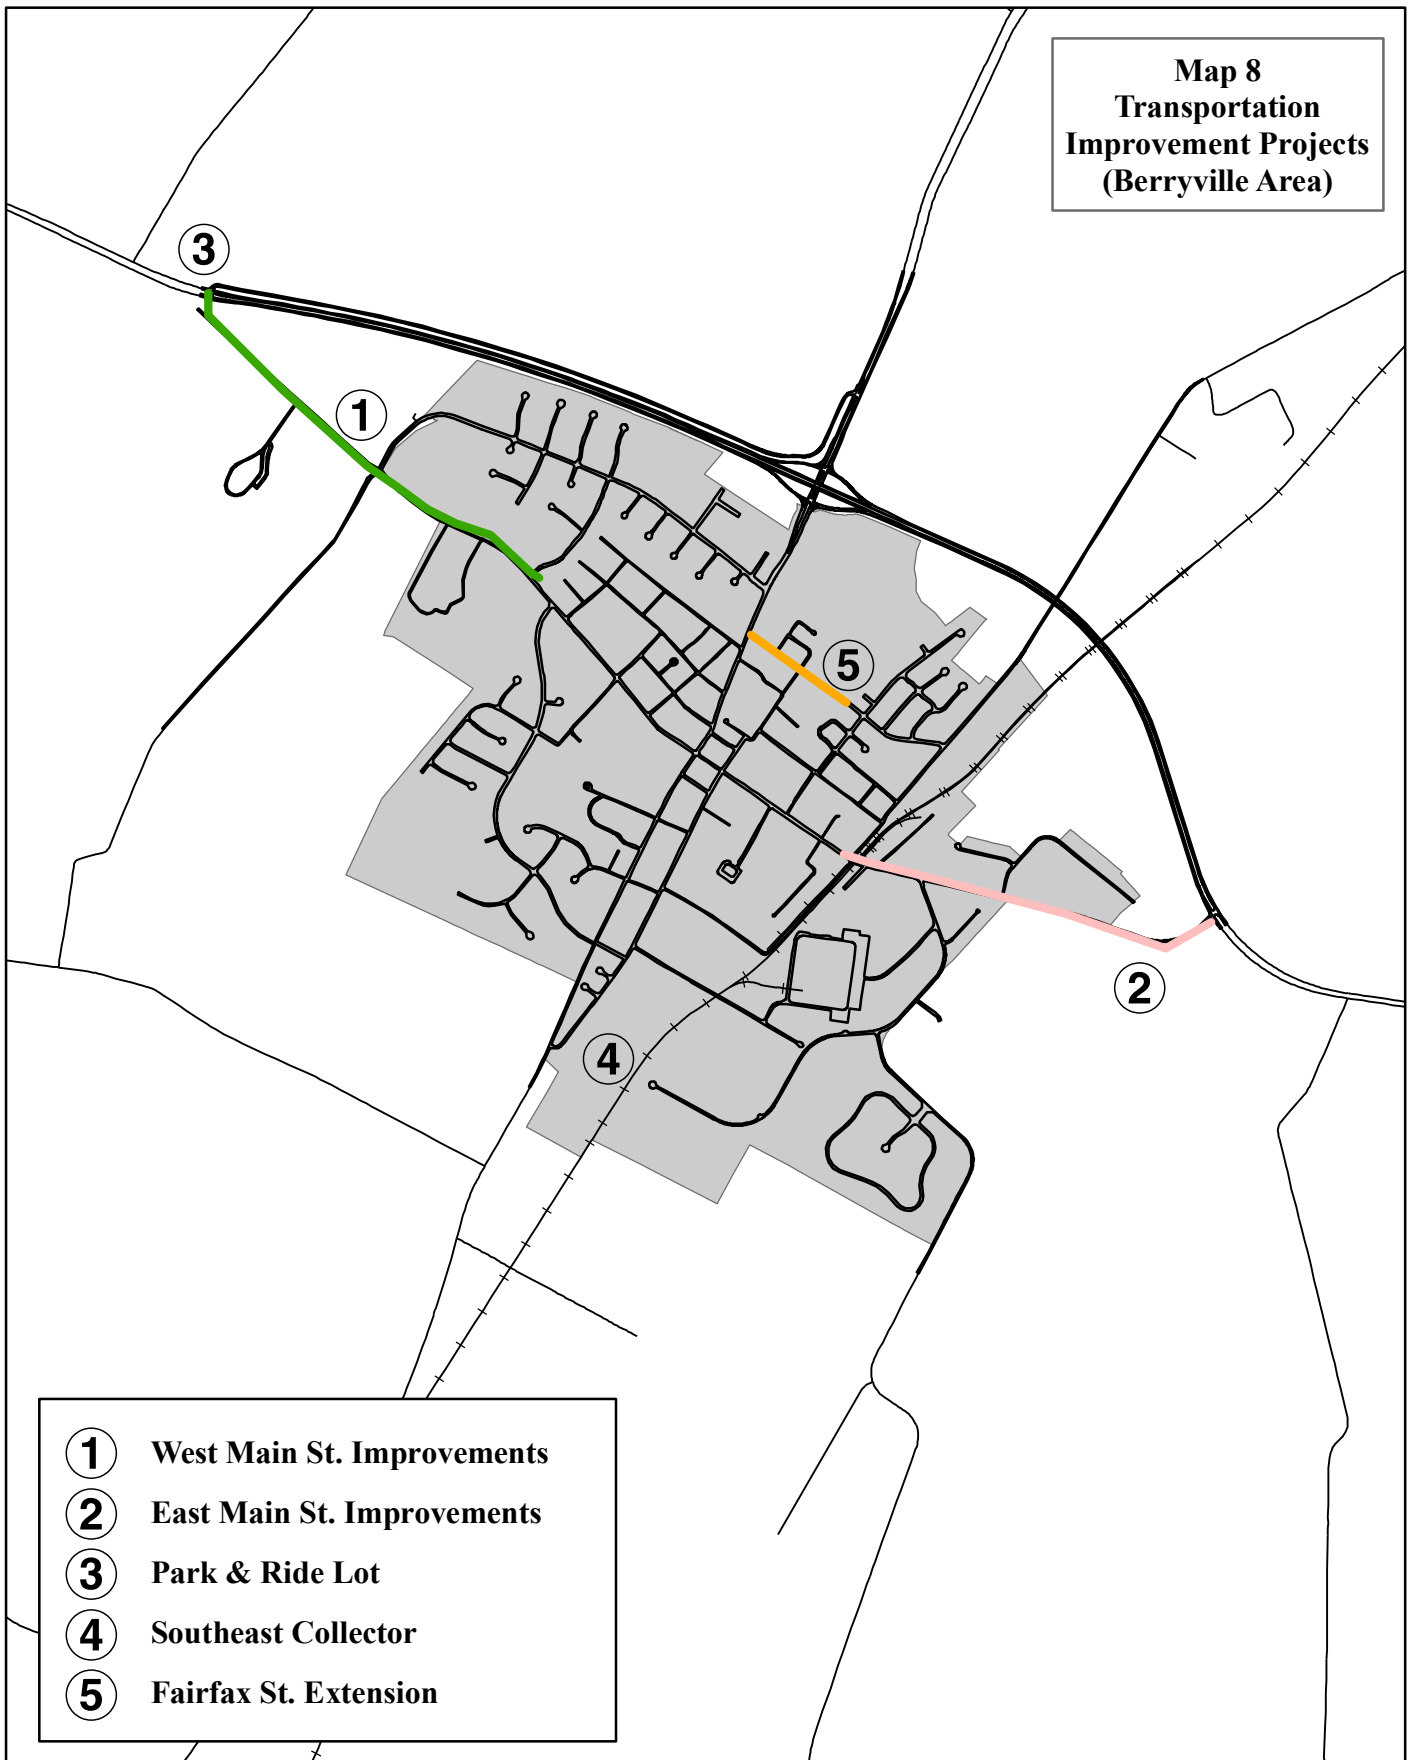 Map 8
Transportation
Improvement Projects
(Berryville Area)
3
1
5
2
4
1 West Main St. Improvements
2 East Main St. Improvements
3 Park & Ride Lot
4 Southeast Collector
5 Fairfax St. Extension